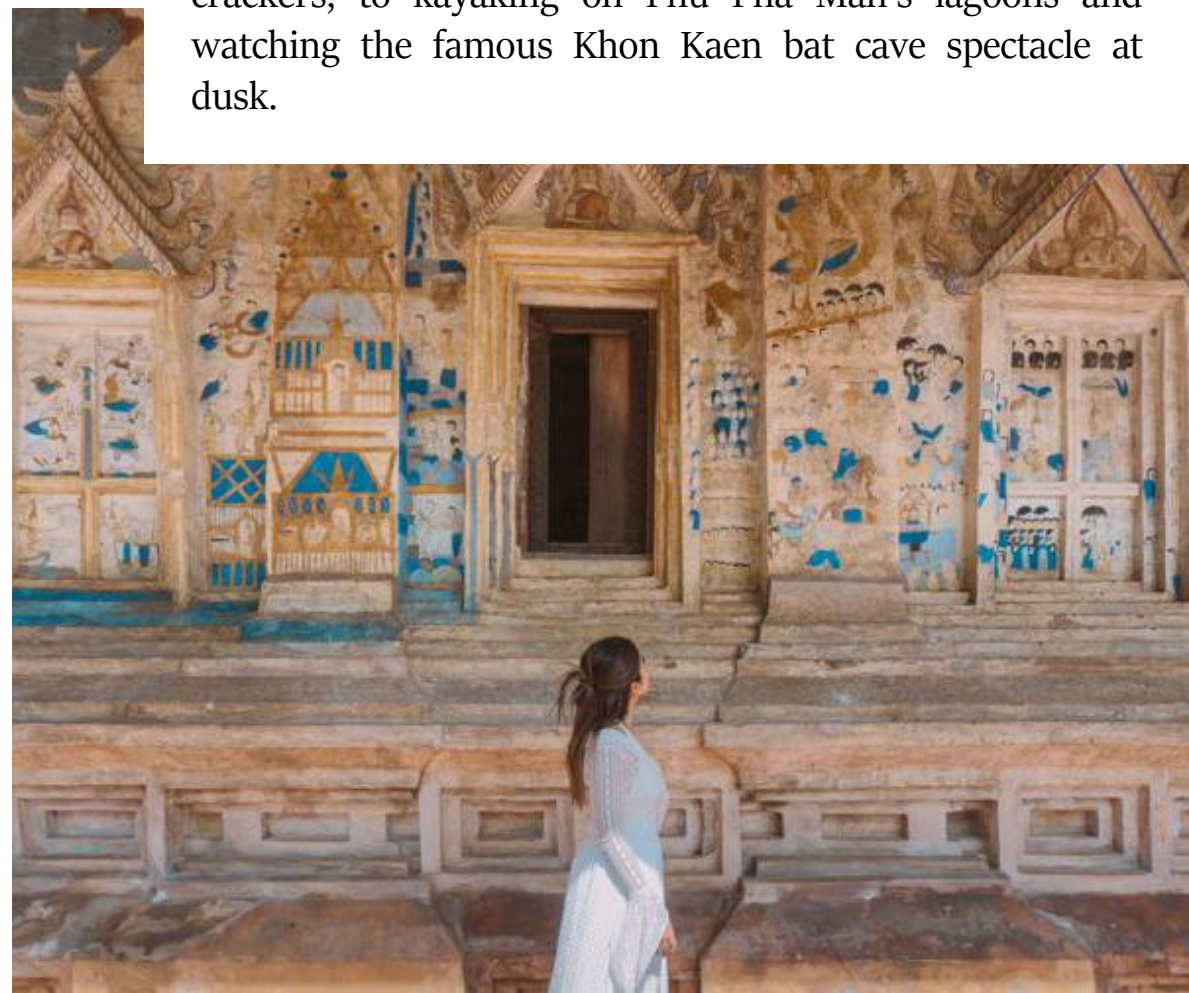 crackers, to kayaking on Phu Pha Man's lagoons and
watching the famous Khon Kaen bat cave spectacle at
dusk.